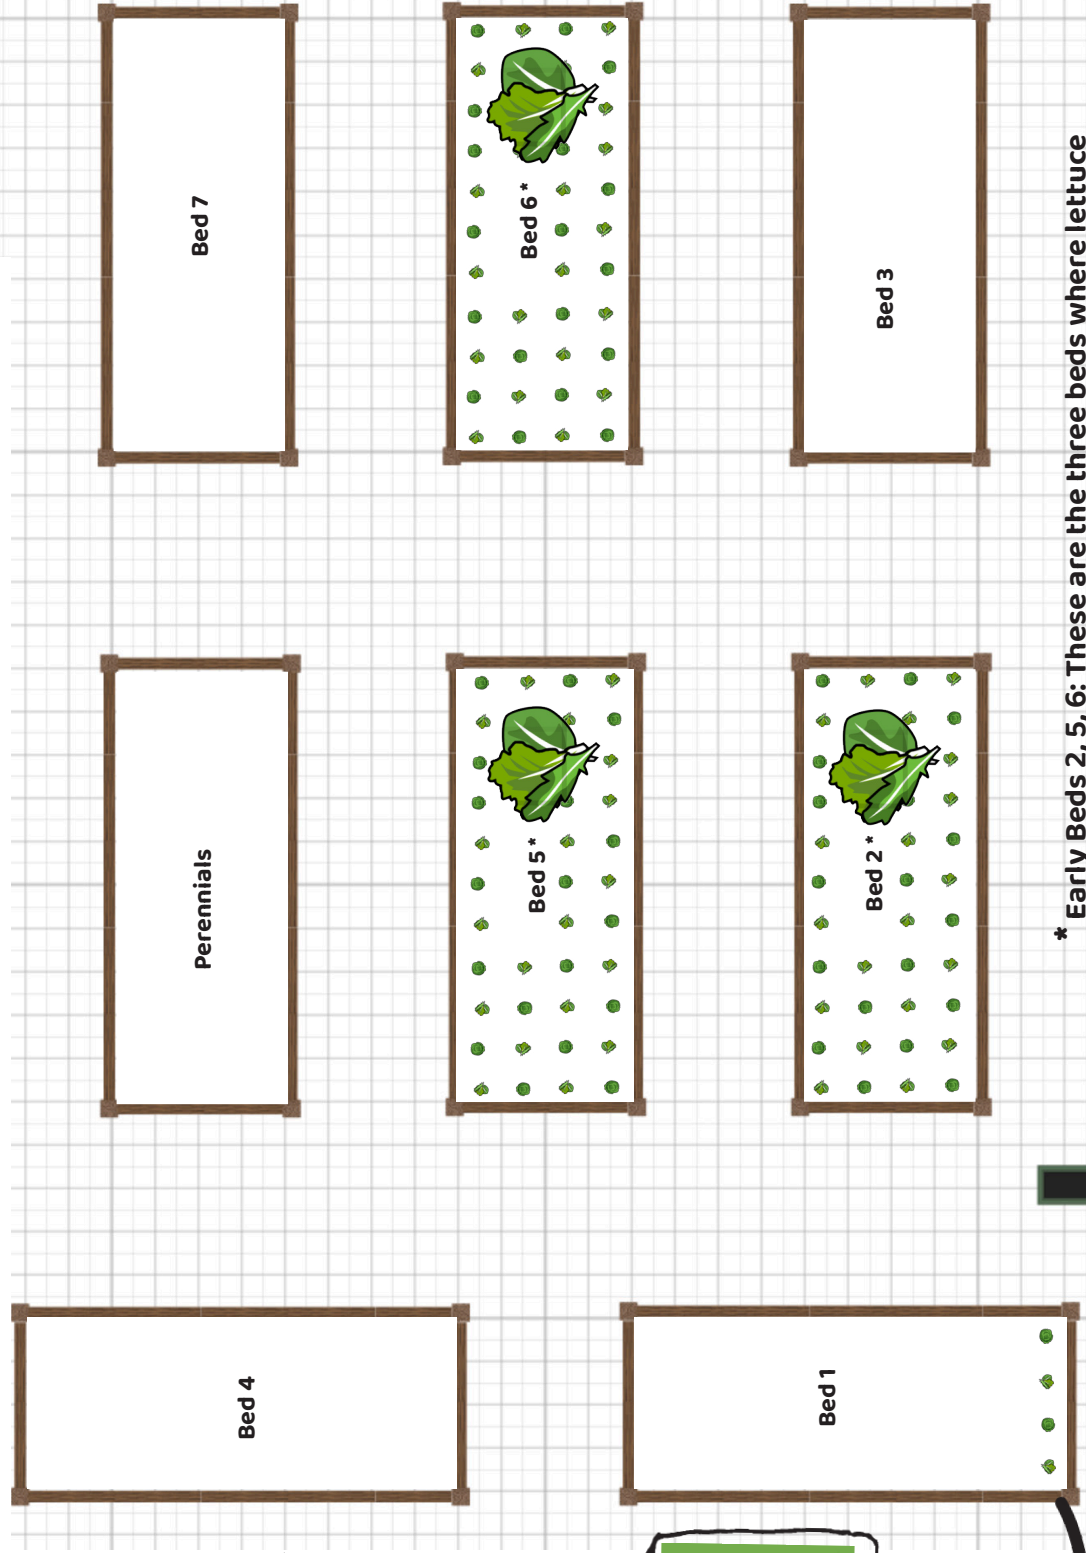 Bed 7
Bed 6 *
Bed 3
Perennials
Bed 5 *
Bed 2 *
Bed 4
Bed 1
* Early Beds 2, 5, 6: These are the three beds where lettuce